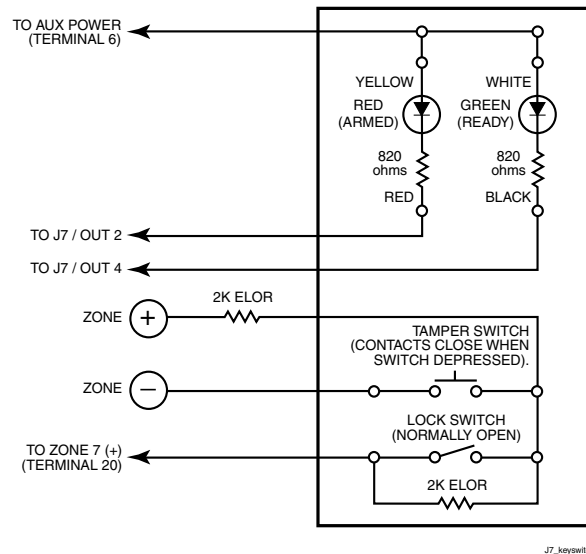 TO AUX POWER
(TERMINAL 6)
YELLOW
WHITE
RED
(ARMED)
GREEN
(READY)
820
ohms
820
ohms
RED
BLACK
TO J7 / OUT 2
TO J7 / OUT 4
2K ELOR
ZONE +
TAMPER SWITCH
(CONTACTS CLOSE WHEN
SWITCH DEPRESSED).
ZONE −
LOCK SWITCH
(NORMALLY OPEN)
TO ZONE 7 (+)
(TERMINAL 20)
2K ELOR